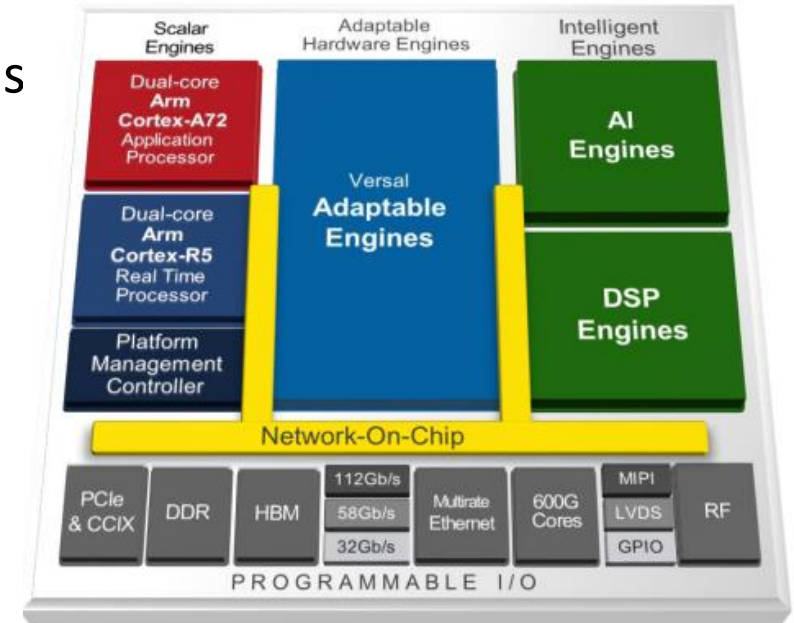 s
Scalar
Engines
Adaptable
Hardware Engines
Intelligent
Engines
Dual-core
Arm
Cortex-A72
Application
Processor
Dual-core
Arm
Cortex-R5
Real Time
Processor
Platform
Management
Controller
Versal
Adaptable
Engines
AI
Engines
DSP
Engines
Network-On-Chip
PCIe
& CCIX
DDR
HBM
112Gb/s
58Gb/s
32Gb/s
Multirate
Ethernet
600G
Cores
MIPI
LVDS
GPIO
RF
PROGRAMMABLE I/O